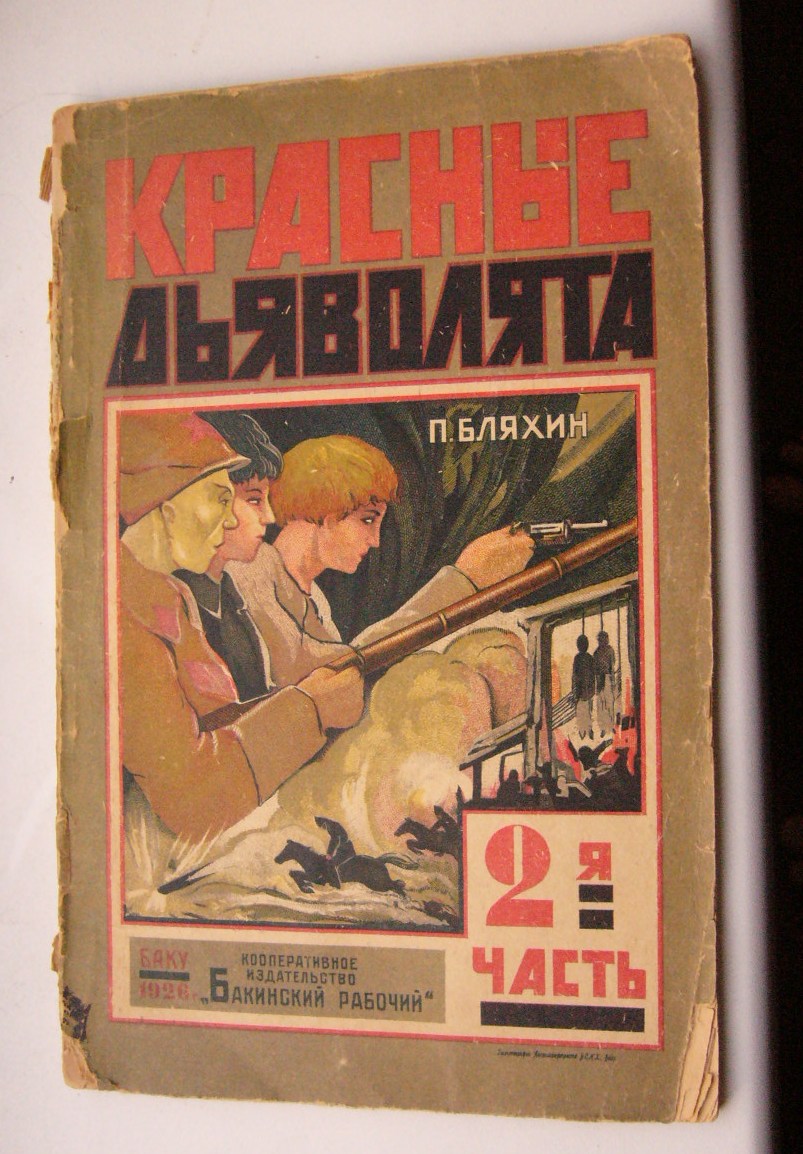 КРАСНЫЕ
ДЬЯВОЛЯТА
П. БЛЯХИН
2 Я
ЧАСТЬ
БАКУ
1926 г.
КООПЕРАТИВНОЕ
ИЗДАТЕЛЬСТВО
„БАКИНСКИЙ РАБОЧИЙ“